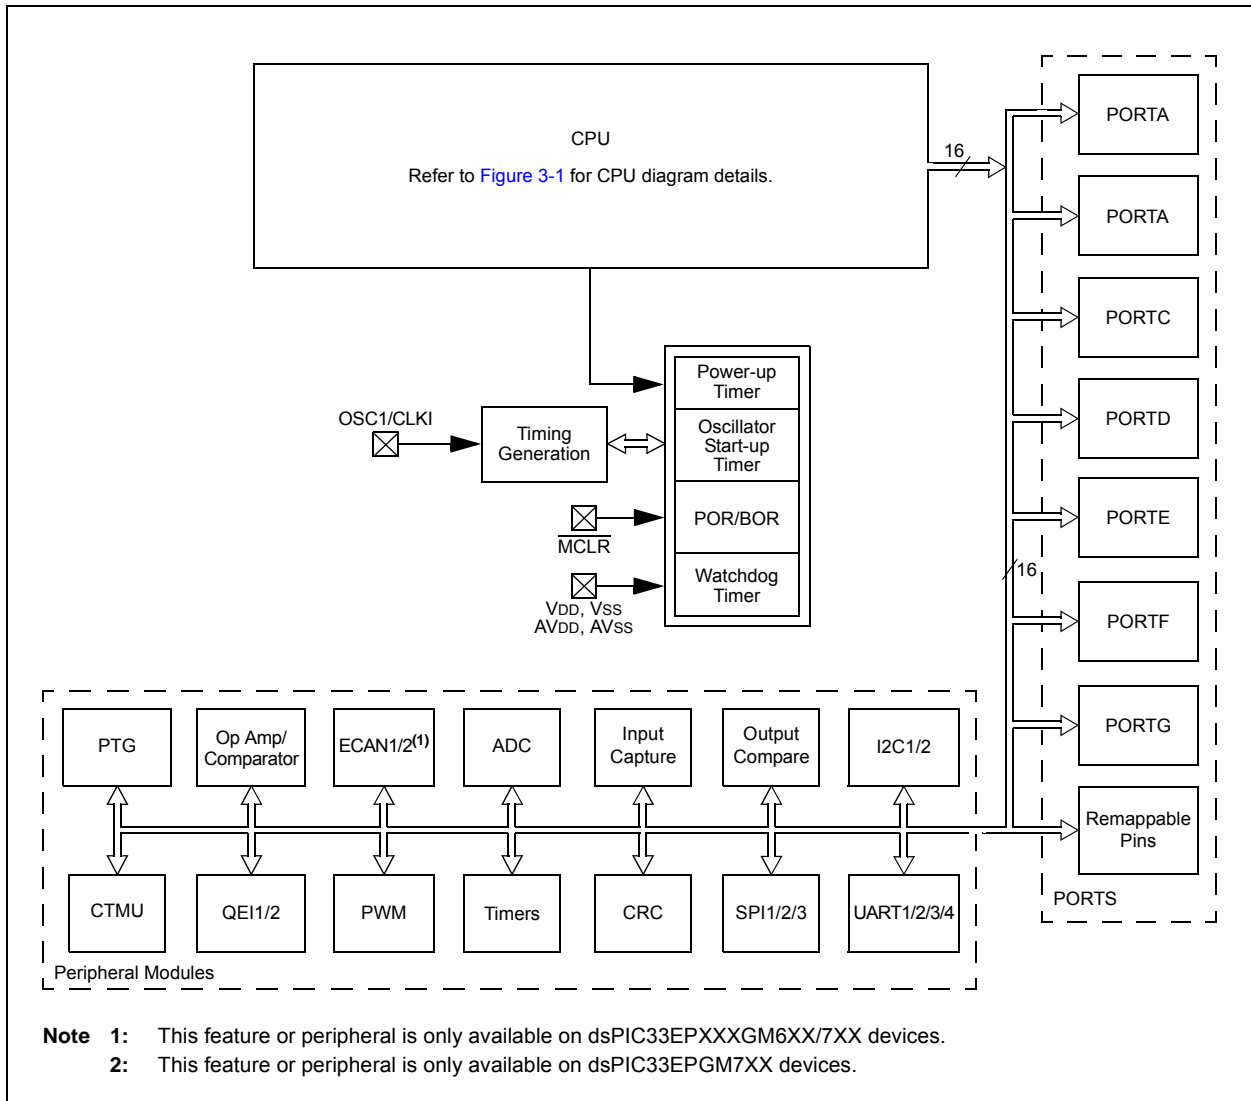 CPU
Refer to Figure 3-1 for CPU diagram details.
16
PORTA
PORTA
PORTC
PORTD
PORTE
16
PORTF
PORTG
Remappable
Pins
PORTS
Power-up
Timer
OSC1/CLKI
Timing
Generation
Oscillator
Start-up
Timer
POR/BOR
MCLR
Watchdog
Timer
VDD, VSS
AVDD, AVSS
PTG
Op Amp/
Comparator
ECAN1/2(1)
ADC
Input
Capture
Output
Compare
I2C1/2
CTMU
QEI1/2
PWM
Timers
CRC
SPI1/2/3
UART1/2/3/4
Peripheral Modules
Note 1: This feature or peripheral is only available on dsPIC33EPXXXGM6XX/7XX devices.
2: This feature or peripheral is only available on dsPIC33EPGM7XX devices.